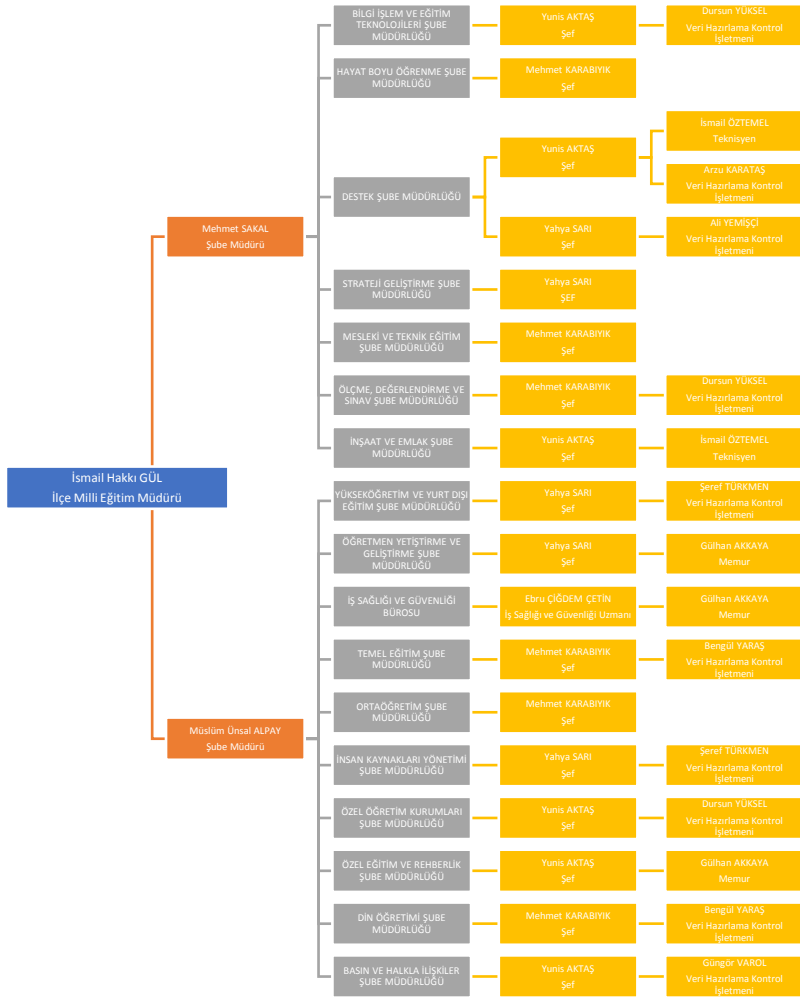 İsmail Hakkı GÜL
İlçe Milli Eğitim Müdürü
Mehmet SAKAL
Şube Müdürü
BİLGİ İŞLEM VE EĞİTİM
TEKNOLOJİLERİ ŞUBE
MÜDÜRLÜĞÜ
Yunis AKTAŞ
Şef
Dursun YÜKSEL
Veri Hazırlama Kontrol
İşletmeni
HAYAT BOYU ÖĞRENME ŞUBE
MÜDÜRLÜĞÜ
Mehmet KARABIYIK
Şef
DESTEK ŞUBE MÜDÜRLÜĞÜ
Yunis AKTAŞ
Şef
İsmail ÖZTEMEL
Teknisyen
Arzu KARATAŞ
Veri Hazırlama Kontrol
İşletmeni
Yahya SARI
Şef
Ali YEMİŞÇİ
Veri Hazırlama Kontrol
İşletmeni
STRATEJİ GELİŞTİRME ŞUBE
MÜDÜRLÜĞÜ
Yahya SARI
ŞEF
MESLEKİ VE TEKNİK EĞİTİM
ŞUBE MÜDÜRLÜĞÜ
Mehmet KARABIYIK
Şef
ÖLÇME, DEĞERLENDİRME VE
SINAV ŞUBE MÜDÜRLÜĞÜ
Mehmet KARABIYIK
Şef
Dursun YÜKSEL
Veri Hazırlama Kontrol
İşletmeni
İNŞAAT VE EMLAK ŞUBE
MÜDÜRLÜĞÜ
Yunis AKTAŞ
Şef
İsmail ÖZTEMEL
Teknisyen
Müslüm Ünsal ALPAY
Şube Müdürü
YÜKSEKÖĞRETİM VE YURT DIŞI
EĞİTİM ŞUBE MÜDÜRLÜĞÜ
Yahya SARI
Şef
Şeref TÜRKMEN
Veri Hazırlama Kontrol
İşletmeni
ÖĞRETMEN YETİŞTİRME VE
GELİŞTİRME ŞUBE
MÜDÜRLÜĞÜ
Yahya SARI
Şef
Gülhan AKKAYA
Memur
İŞ SAĞLIĞI VE GÜVENLİĞİ
BÜROSU
Ebru ÇİĞDEM ÇETİN
İş Sağlığı ve Güvenliği Uzmanı
Gülhan AKKAYA
Memur
TEMEL EĞİTİM ŞUBE
MÜDÜRLÜĞÜ
Mehmet KARABIYIK
Şef
Bengül YARAŞ
Veri Hazırlama Kontrol
İşletmeni
ORTAÖĞRETİM ŞUBE
MÜDÜRLÜĞÜ
Mehmet KARABIYIK
Şef
İNSAN KAYNAKLARI YÖNETİMİ
ŞUBE MÜDÜRLÜĞÜ
Yahya SARI
Şef
Şeref TÜRKMEN
Veri Hazırlama Kontrol
İşletmeni
ÖZEL ÖĞRETİM KURUMLARI
ŞUBE MÜDÜRLÜĞÜ
Yunis AKTAŞ
Şef
Dursun YÜKSEL
Veri Hazırlama Kontrol
İşletmeni
ÖZEL EĞİTİM VE REHBERLİK
ŞUBE MÜDÜRLÜĞÜ
Yunis AKTAŞ
Şef
Gülhan AKKAYA
Memur
DİN ÖĞRETİMİ ŞUBE
MÜDÜRLÜĞÜ
Mehmet KARABIYIK
Şef
Bengül YARAŞ
Veri Hazırlama Kontrol
İşletmeni
BASIN VE HALKLA İLİŞKİLER
ŞUBE MÜDÜRLÜĞÜ
Yunis AKTAŞ
Şef
Güngör VAROL
Veri Hazırlama Kontrol
İşletmeni